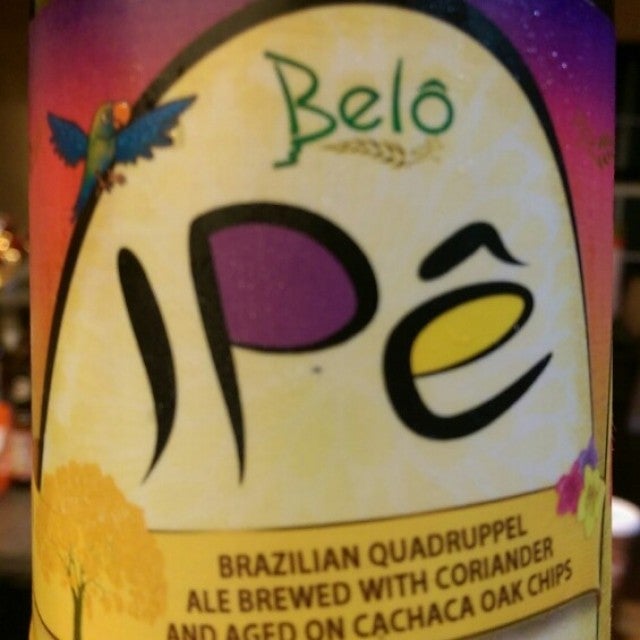 Belô
IPê
BRAZILIAN QUADRUPPEL
ALE BREWED WITH CORIANDER
AND AGED ON CACHACA OAK CHIPS